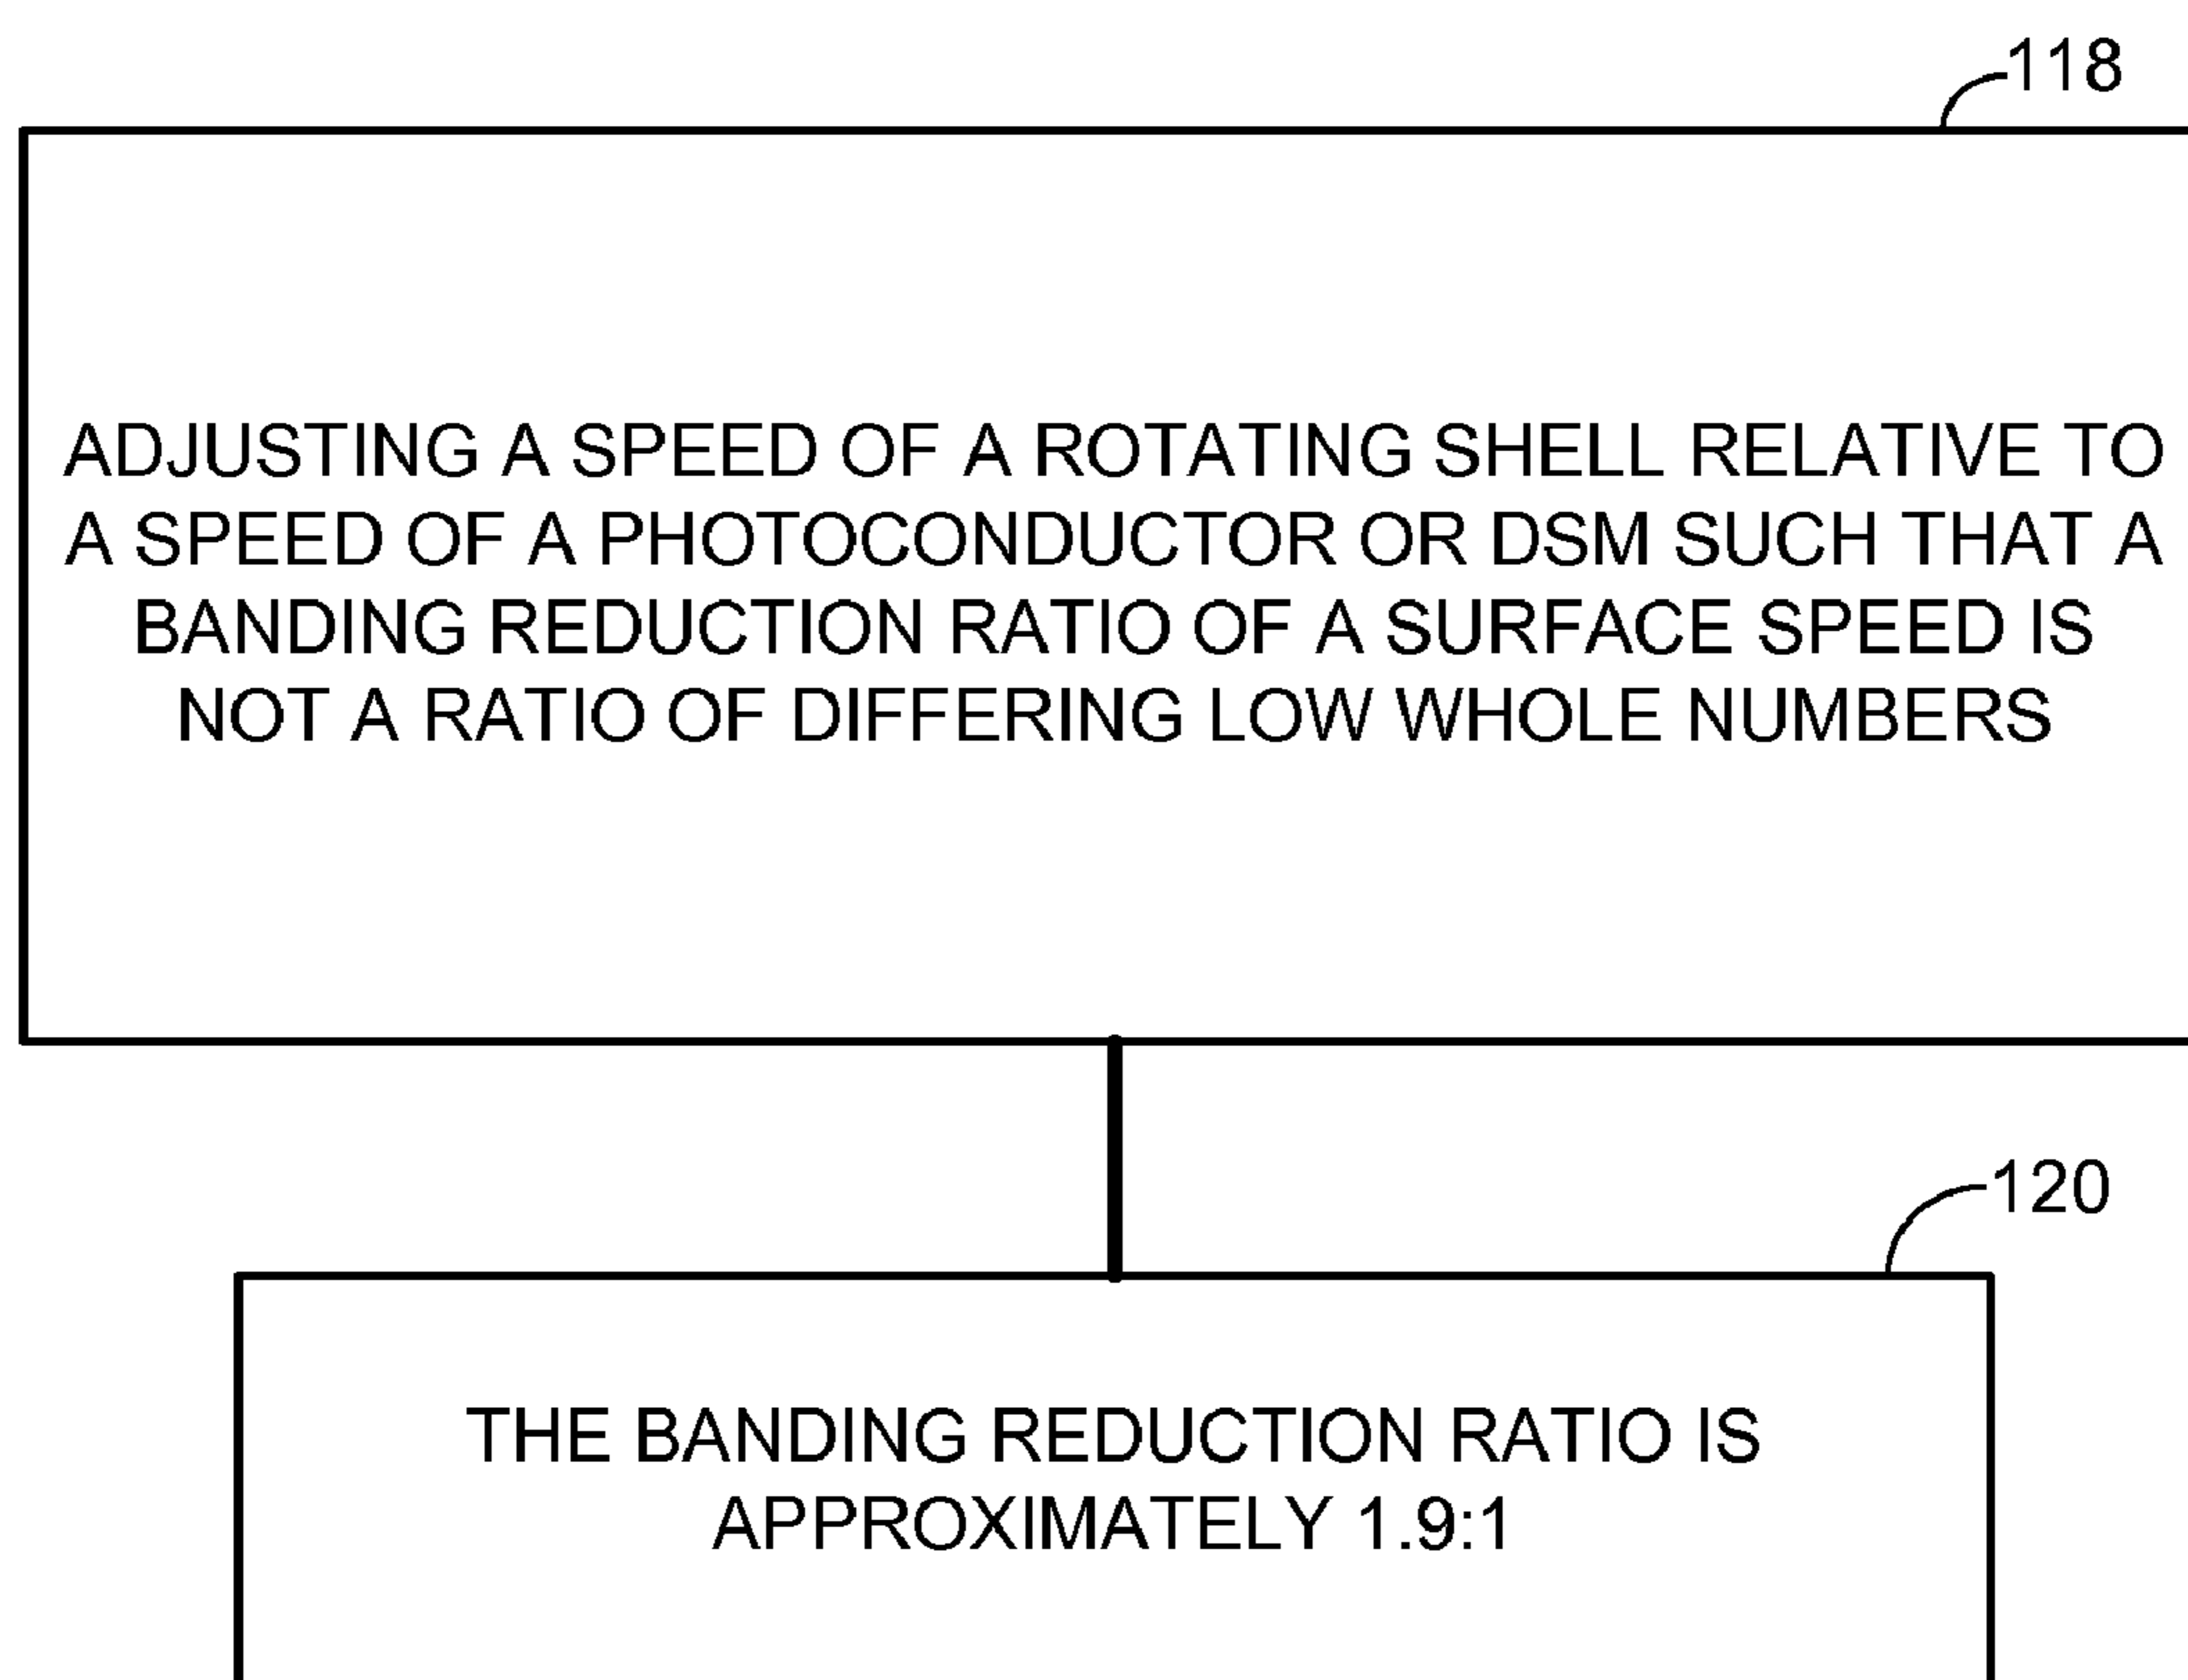 118
ADJUSTING A SPEED OF A ROTATING SHELL RELATIVE TO
A SPEED OF A PHOTOCONDUCTOR OR DSM SUCH THAT A
BANDING REDUCTION RATIO OF A SURFACE SPEED IS
NOT A RATIO OF DIFFERING LOW WHOLE NUMBERS
120
THE BANDING REDUCTION RATIO IS
APPROXIMATELY 1.9:1